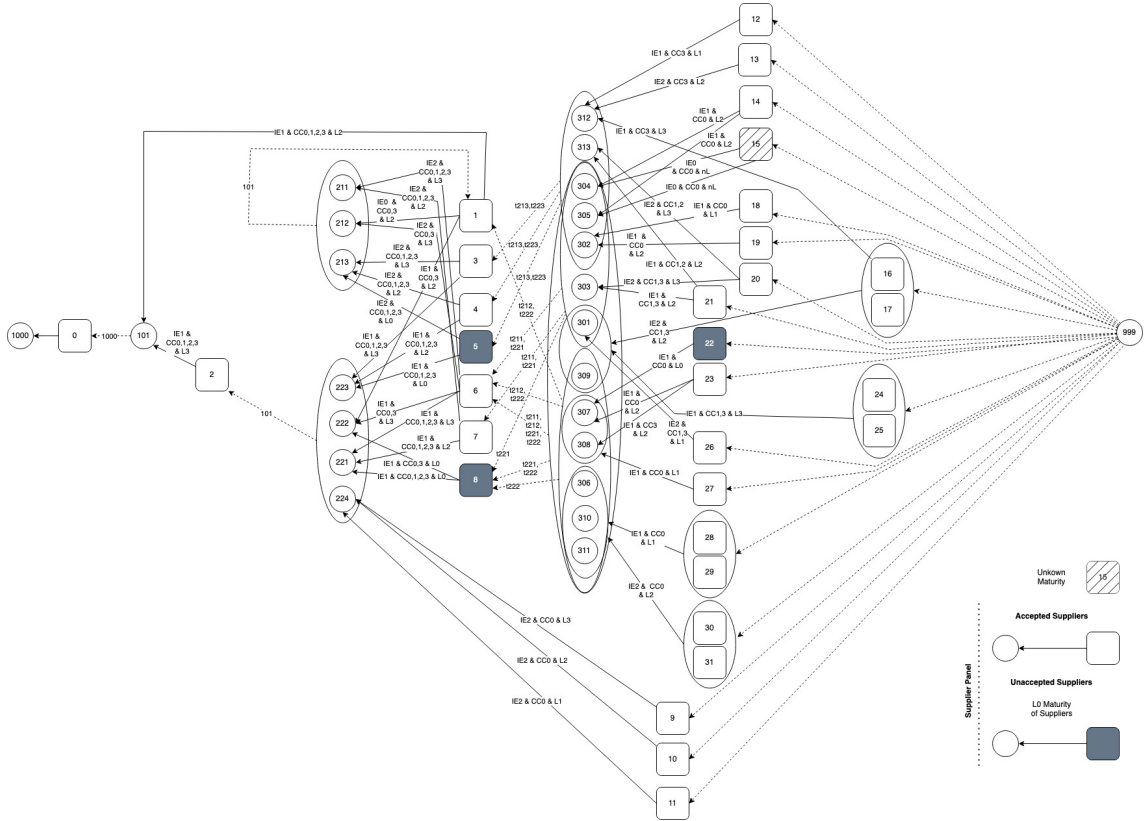 12
IE1 & CC3 & L1
13
IE2 & CC3 & L2
14
IE1 &
CC0 & L2
312
IE1 & CC3 & L3
IE1 &
CC0 & L2
15
IE1 & CC0,1,2,3 & L2
313
IE0
& CC0 & nL
IE2 &
CC0,1,2,3
& L3
101
211
304
IE0 & CC0 & nL
IE2 &
CC0,1,2,3
& L2
IE0 &
CC0,3
& L2
t213,t223
IE2 & CC1,2
& L3
IE1 & CC0
& L1
18
212
1
305
IE2 &
CC0,3
& L3
IE1 &
CC0
& L2
19
302
t213,t223
IE2 &
CC0,1,2,3
& L3
213
3
IE1 & CC1,2 & L2
16
IE1 &
CC0,3
& L2
t213,t223
IE2 & CC1,3 & L3
20
IE2 &
CC0,1,2,3
& L2
303
IE1 &
CC1,3 & L2
21
17
IE2 &
CC0,1,2,3
& L0
4
t212,
t222
301
IE2 &
CC1,3
& L2
999
1000
0
1000
101
IE1 &
CC0,1,2,3
& L3
IE1 &
CC0,1,2,3
& L3
IE1 &
CC0,1,2,3
& L2
5
t211,
t221
22
IE1 &
CC0 & L0
2
t211,
t221
IE1 &
CC0,1,2,3
& L0
223
309
23
6
t212,
t222
24
IE1 &
CC0
& L2
101
IE1 &
CC0,3
& L3
307
IE1 & CC1,3 & L3
222
IE1 &
CC0,1,2,3 & L3
t211,
t212,
t221,
t222
IE1 & CC3
& L2
IE2 &
CC1,3
& L1
25
7
308
26
IE1 &
CC0,1,2,3 & L2
t221
221
IE1 & CC0,3 & L0
t221,
t222
IE1 & CC0 & L1
IE1 & CC0,1,2,3 & L0
8
t222
306
27
224
310
IE1 & CC0
& L1
28
311
29
IE2 & CC0
& L2
Unkown
Maturity
15
IE2 & CC0 & L3
30
Accepted Suppliers
31
IE2 & CC0 & L2
Supplier Panel
Unaccepted Suppliers
IE2 & CC0 & L1
L0 Maturity
of Suppliers
9
10
11